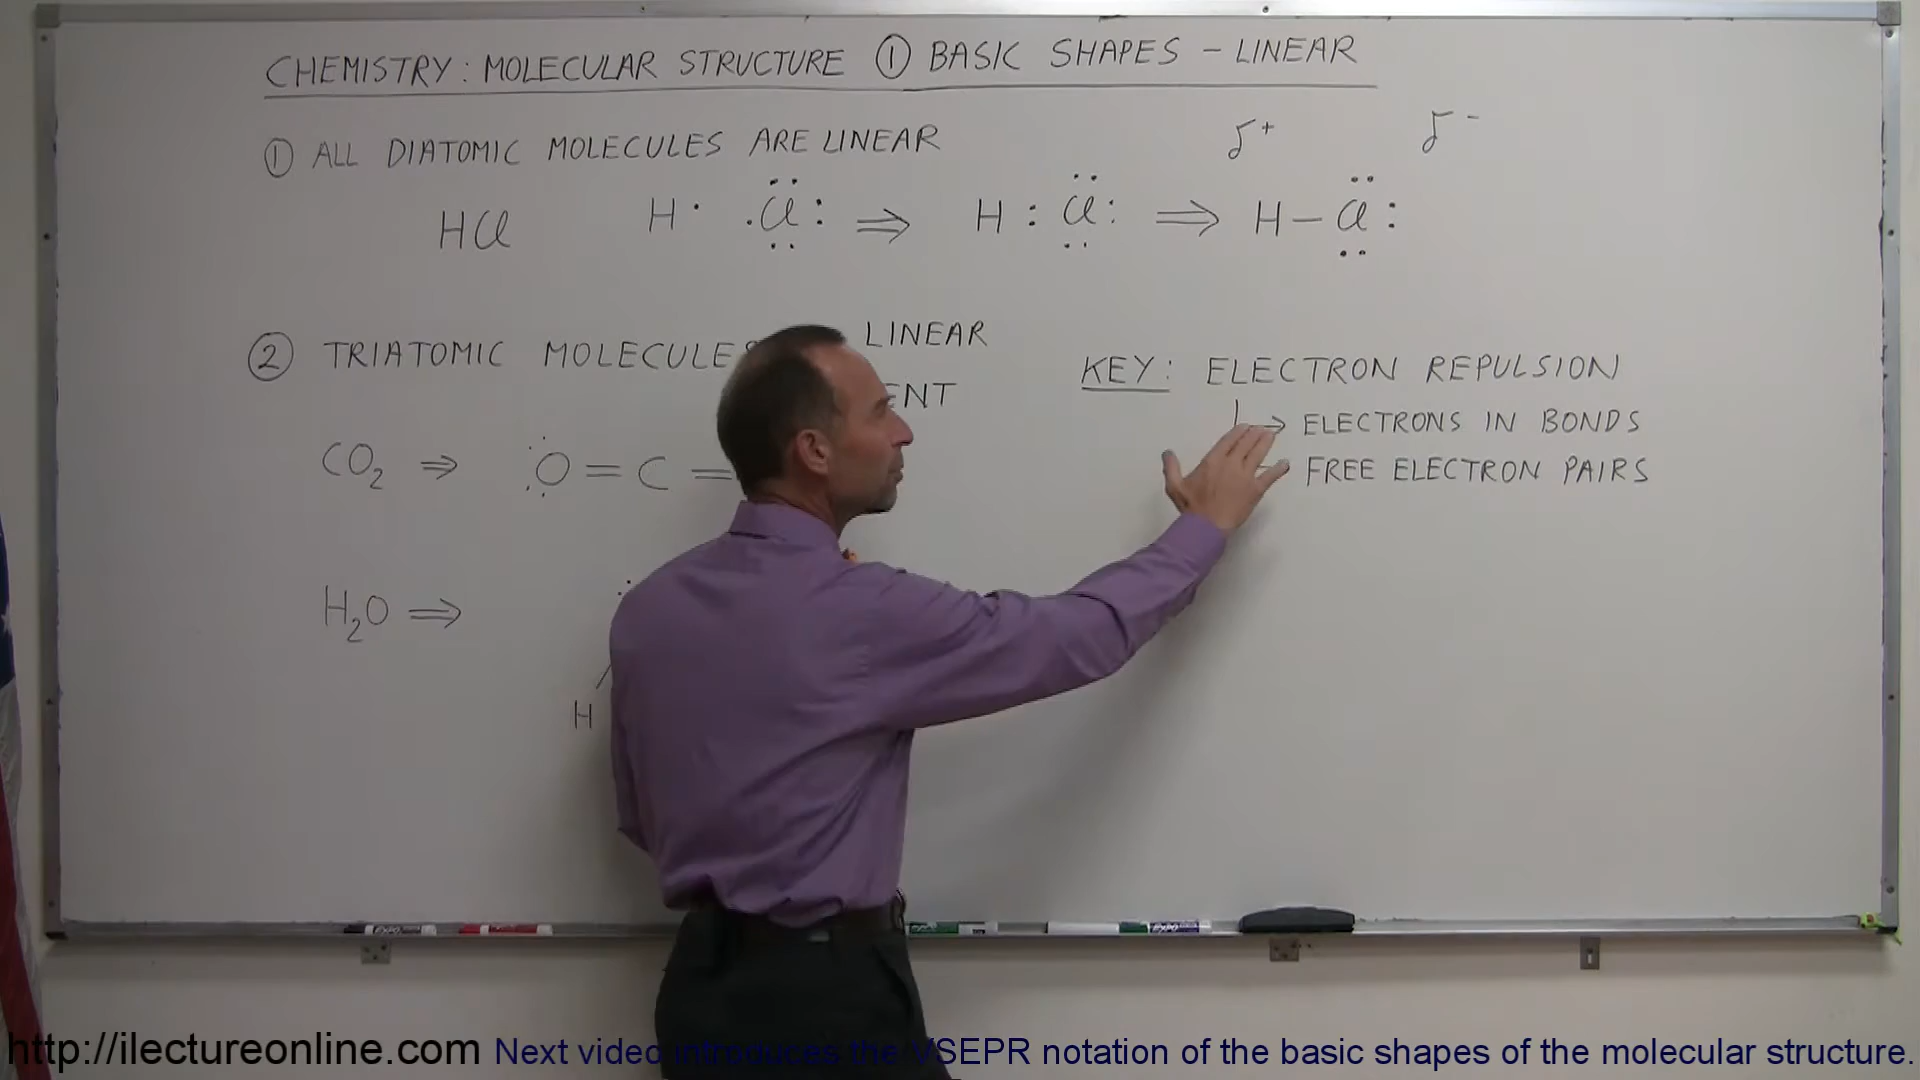 CHEMISTRY: MOLECULAR STRUCTURE ① BASIC SHAPES - LINEAR
① ALL DIATOMIC MOLECULES ARE LINEAR
δ+ δ-
HCl H· ·Cl: ⇒ H:Cl: ⇒ H-Cl:
② TRIATOMIC MOLECULES LINEAR
ENT
KEY: ELECTRON REPULSION
→ ELECTRONS IN BONDS
→ FREE ELECTRON PAIRS
CO₂ ⇒ O=C=
H₂O ⇒
H
http://ilectureonline.com Next video introduces the VSEPR notation of the basic shapes of the molecular structure.